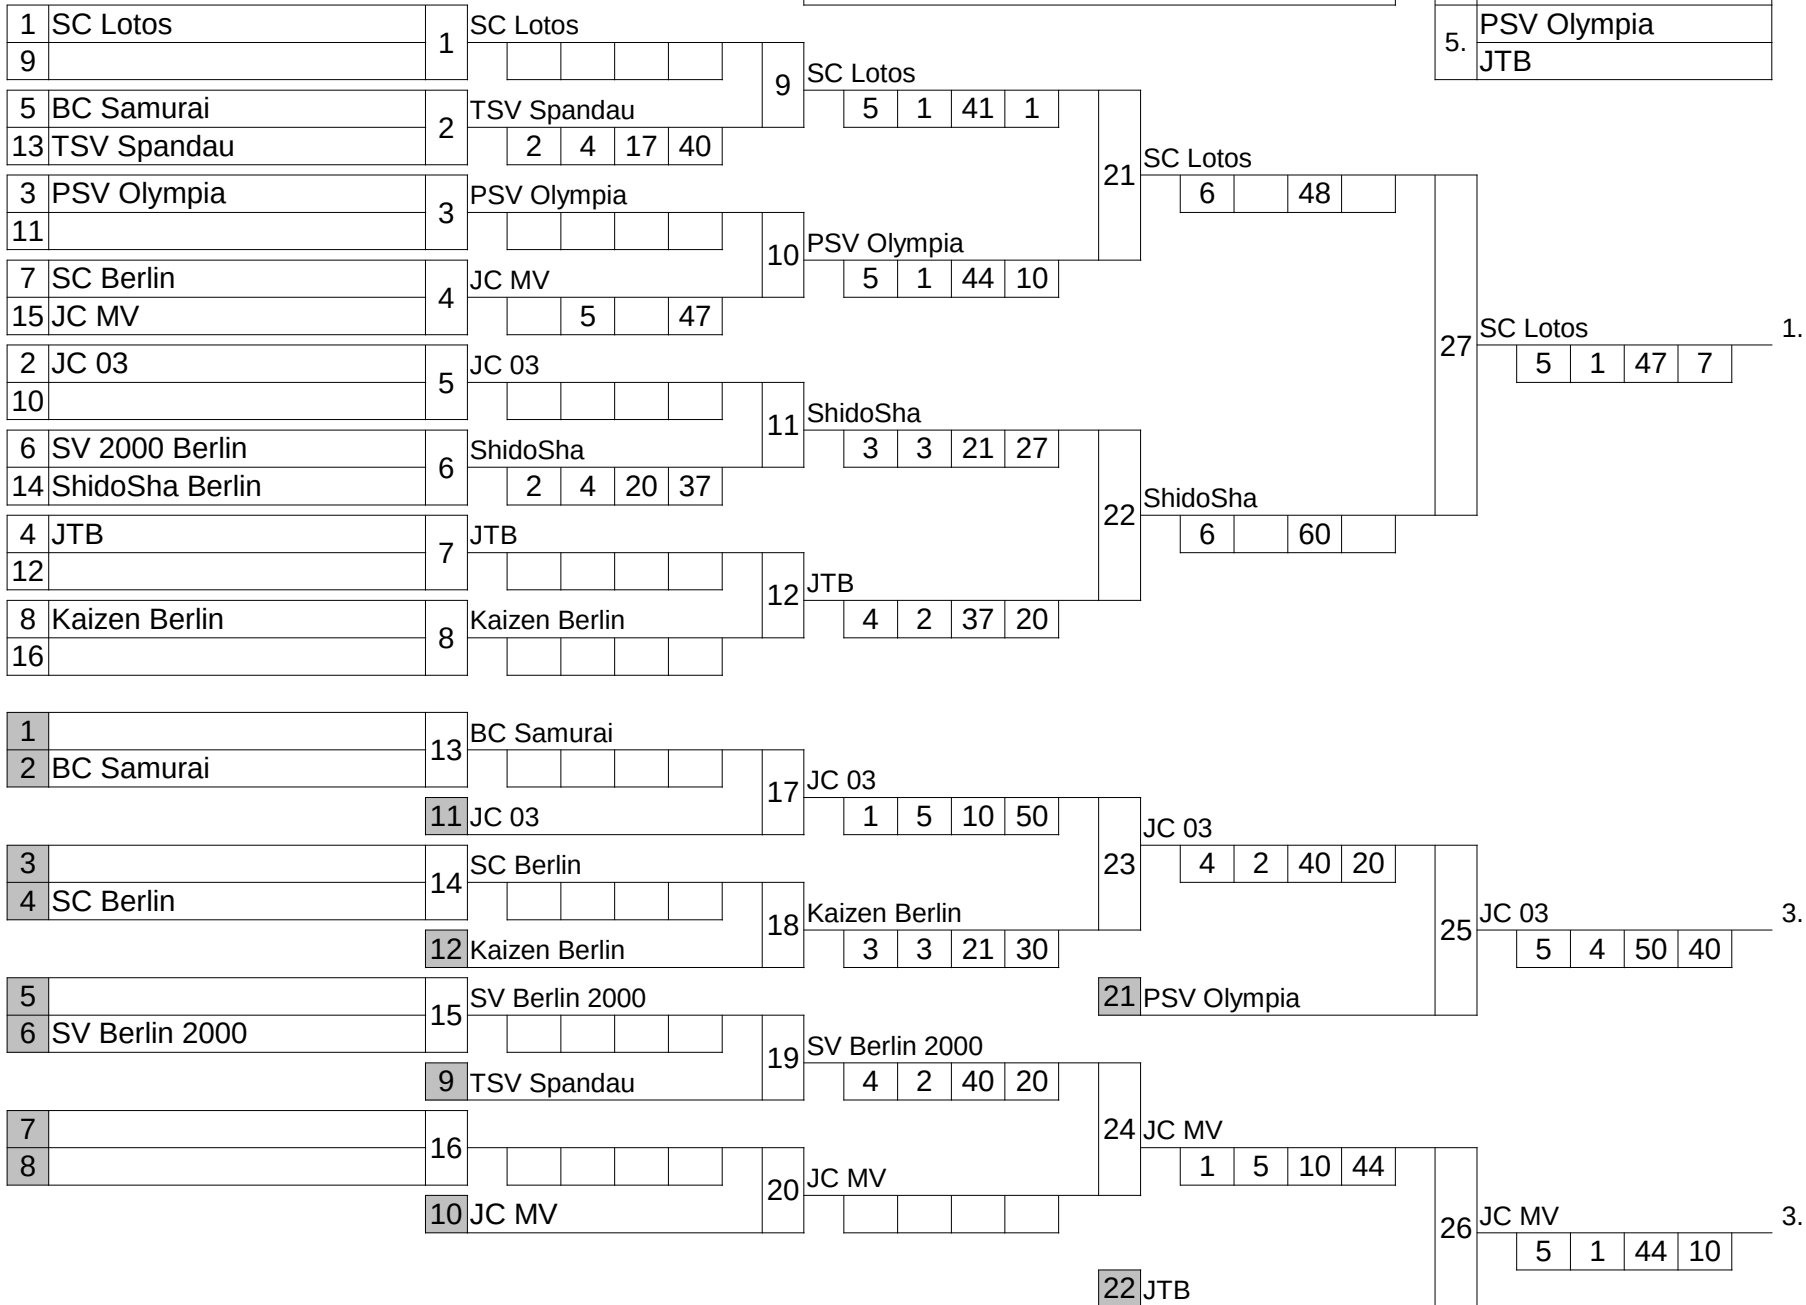 1 SC Lotos
9
1
SC Lotos
5 BC Samurai
13 TSV Spandau
2
TSV Spandau
2 4 17 40
9
SC Lotos
5 1 41 1
3 PSV Olympia
11
3
PSV Olympia
7 SC Berlin
15 JC MV
4
JC MV
5 47
10
PSV Olympia
5 1 44 10
21
SC Lotos
6 48
2 JC 03
10
5
JC 03
6 SV 2000 Berlin
14 ShidoSha Berlin
6
ShidoSha
2 4 20 37
11
ShidoSha
3 3 21 27
4 JTB
12
7
JTB
8 Kaizen Berlin
16
8
Kaizen Berlin
12
JTB
4 2 37 20
22
ShidoSha
6 60
27
SC Lotos 1.
5 1 47 7
5.
PSV Olympia
JTB
1
2 BC Samurai
13
BC Samurai
11 JC 03
17
JC 03
1 5 10 50
3
4 SC Berlin
14
SC Berlin
12 Kaizen Berlin
18
Kaizen Berlin
3 3 21 30
23
JC 03
4 2 40 20
21 PSV Olympia
25
JC 03 3.
5 4 50 40
5
6 SV Berlin 2000
15
SV Berlin 2000
9 TSV Spandau
19
SV Berlin 2000
4 2 40 20
7
8
16
10 JC MV
20
JC MV
24
JC MV
1 5 10 44
22 JTB
26
JC MV 3.
5 1 44 10